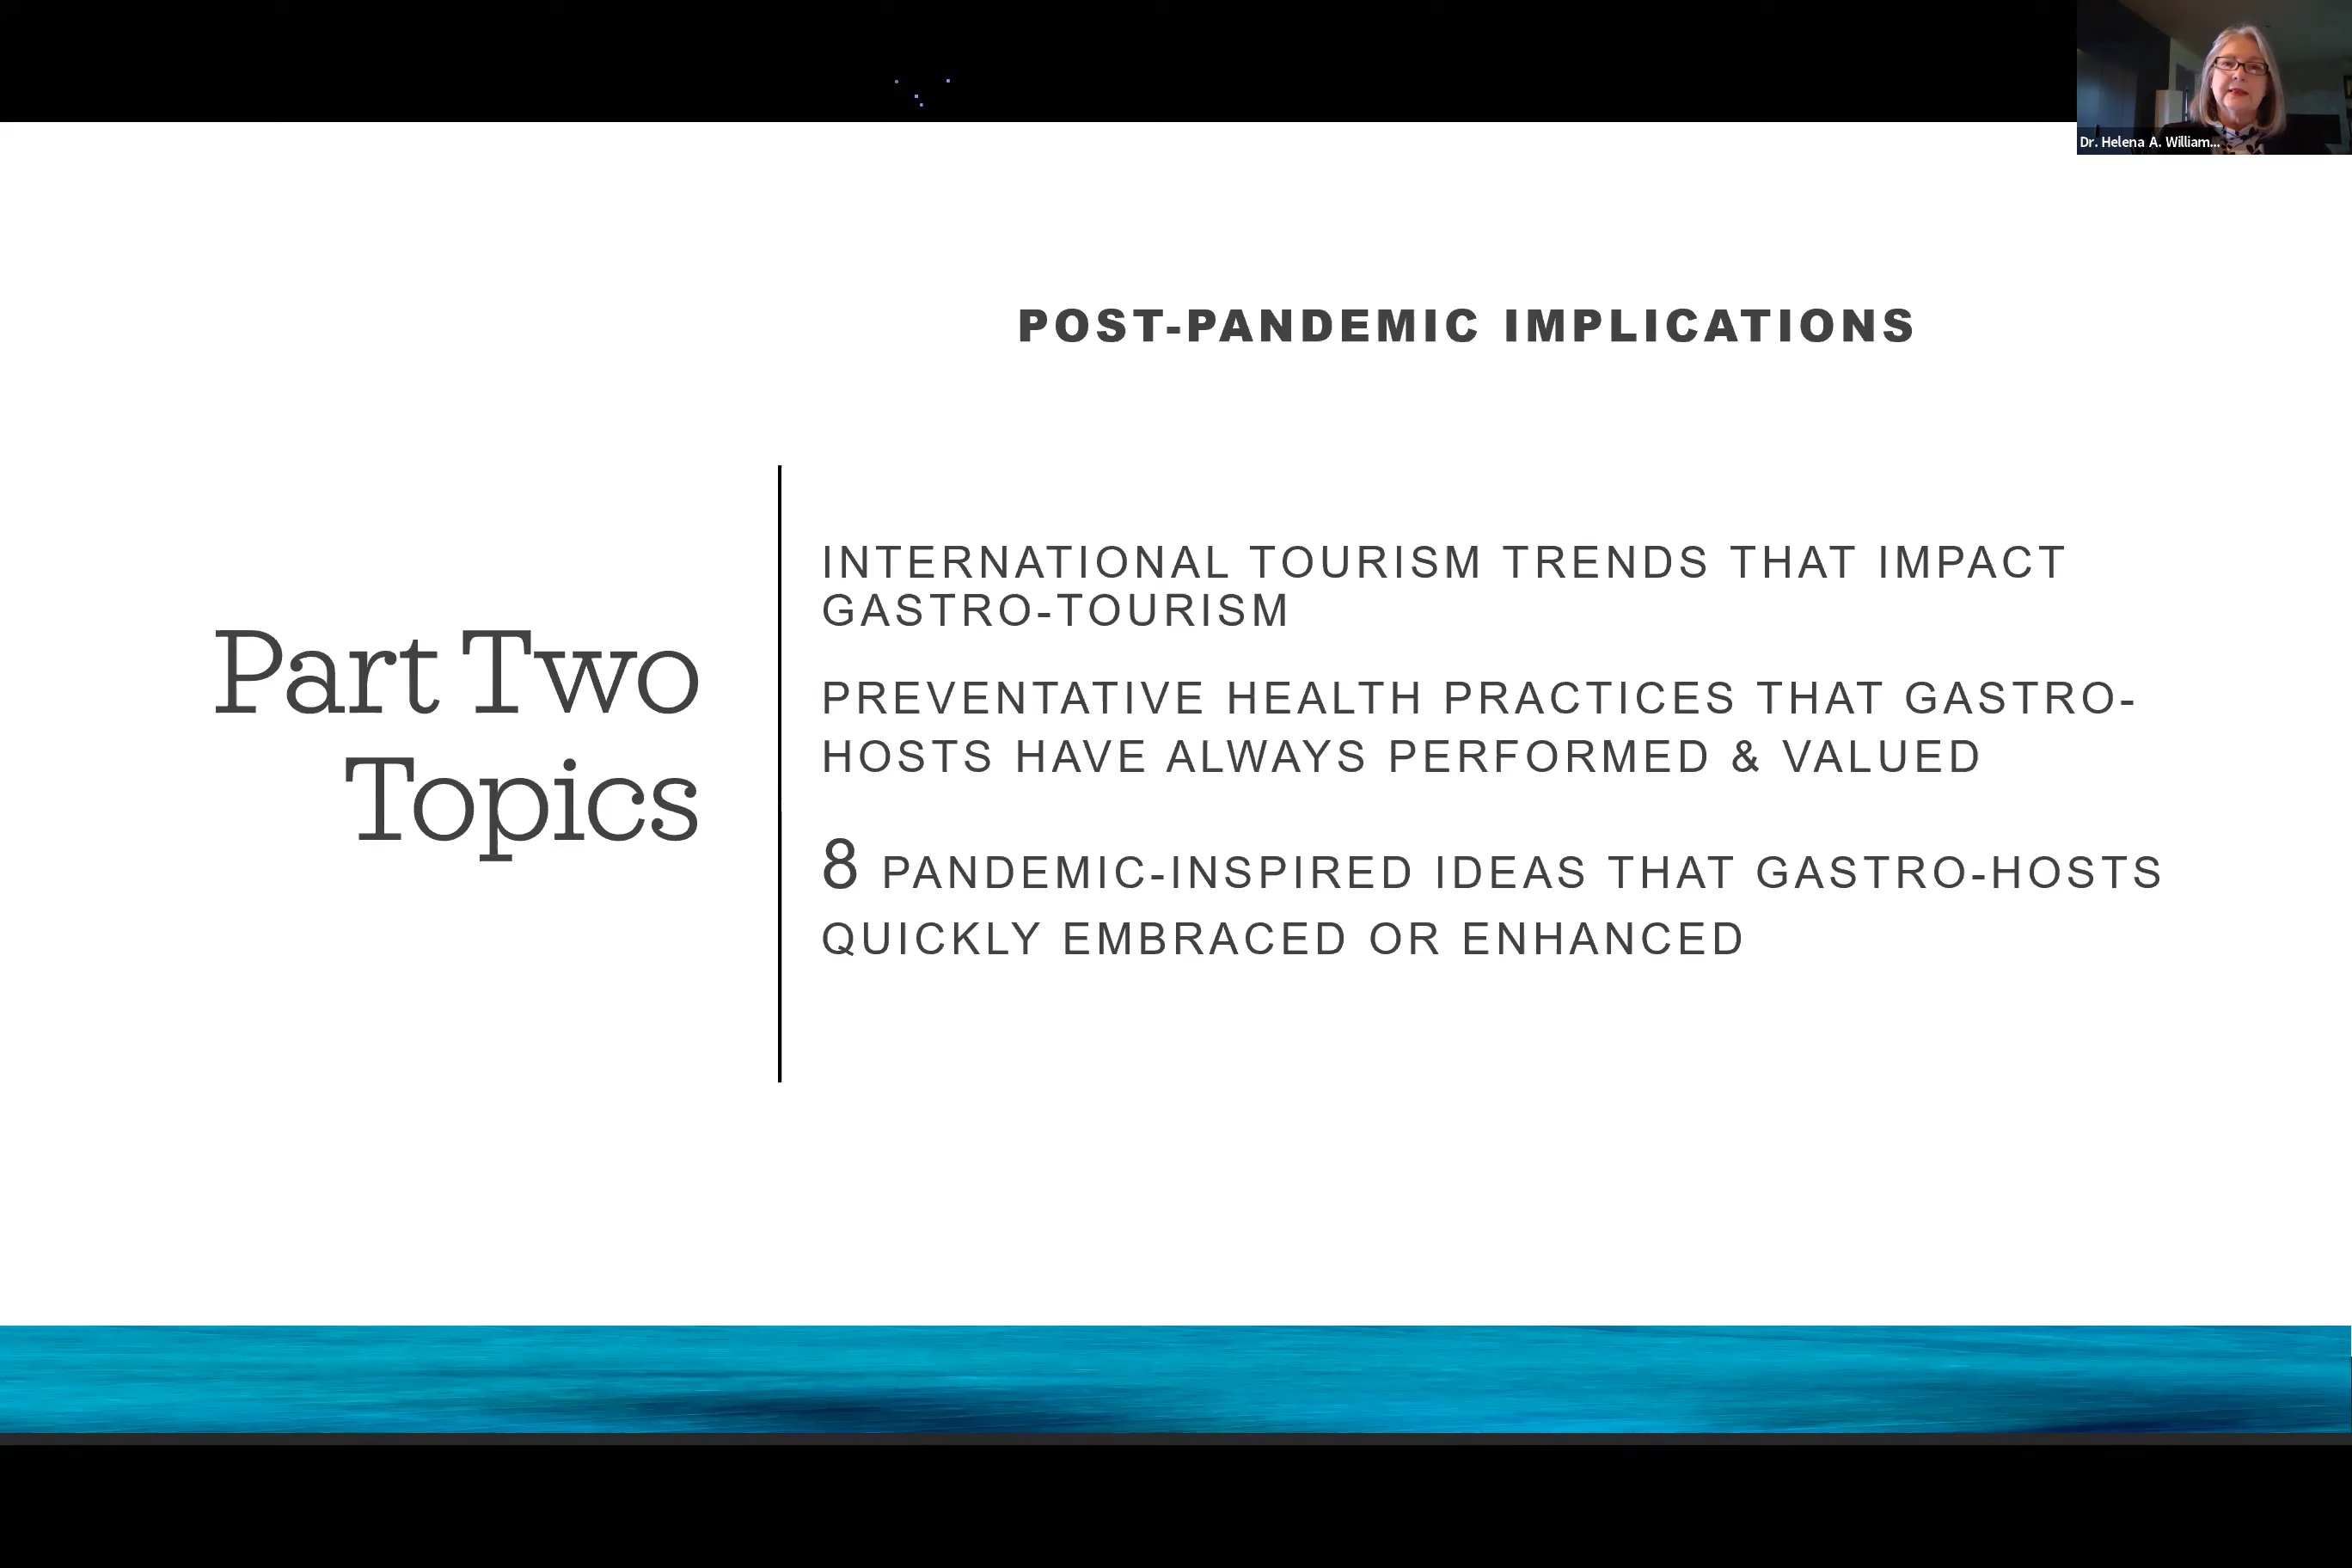 Dr. Helena A. William...
POST-PANDEMIC IMPLICATIONS
Part Two
Topics
INTERNATIONAL TOURISM TRENDS THAT IMPACT
GASTRO-TOURISM
PREVENTATIVE HEALTH PRACTICES THAT GASTRO-
HOSTS HAVE ALWAYS PERFORMED & VALUED
8 PANDEMIC-INSPIRED IDEAS THAT GASTRO-HOSTS
QUICKLY EMBRACED OR ENHANCED